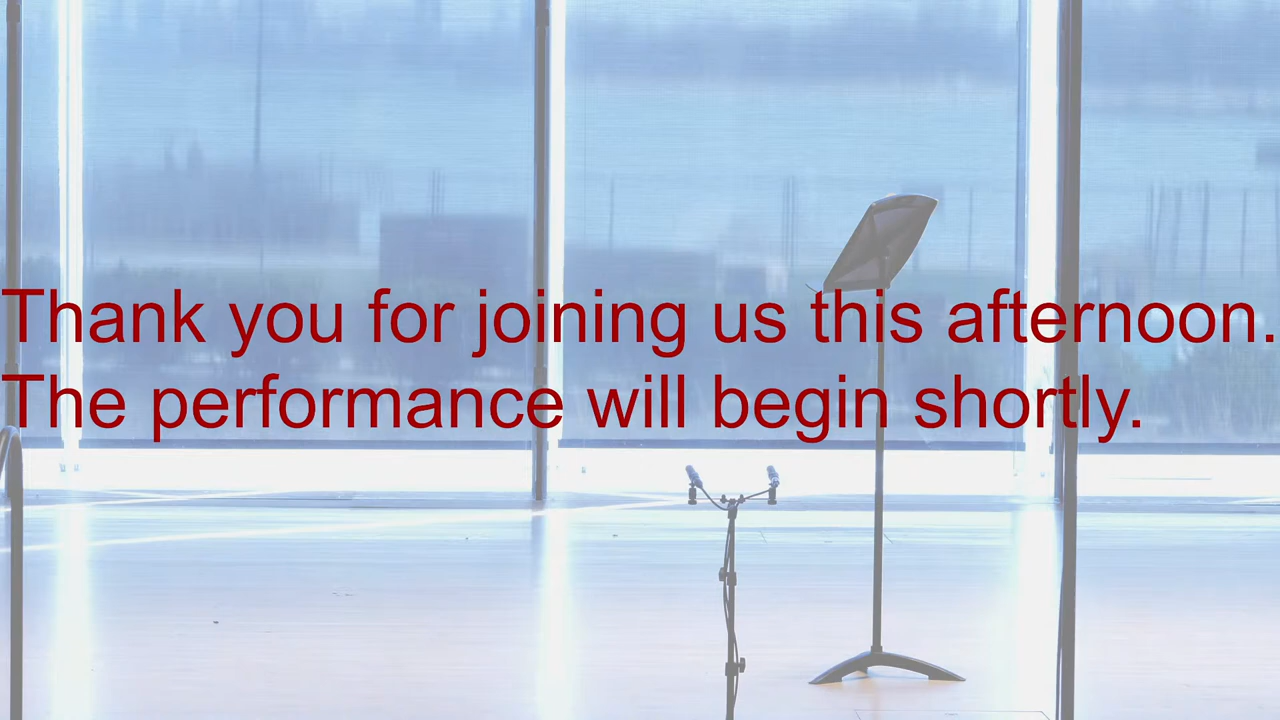 Thank you for joining us this afternoon.
The performance will begin shortly.